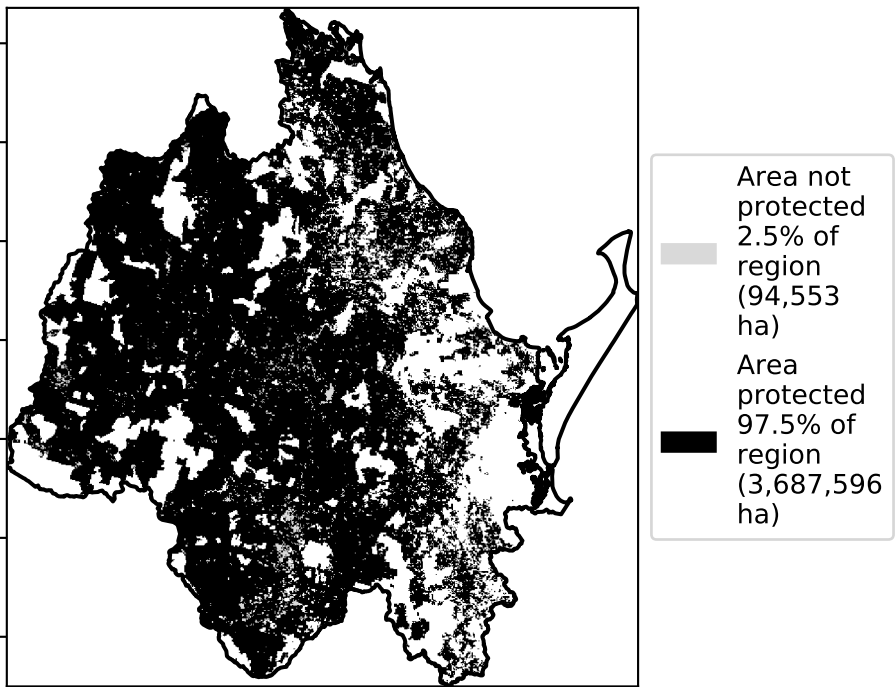 Area not
protected
2.5% of
region
(94,553
ha)
Area
protected
97.5% of
region
(3,687,596
ha)